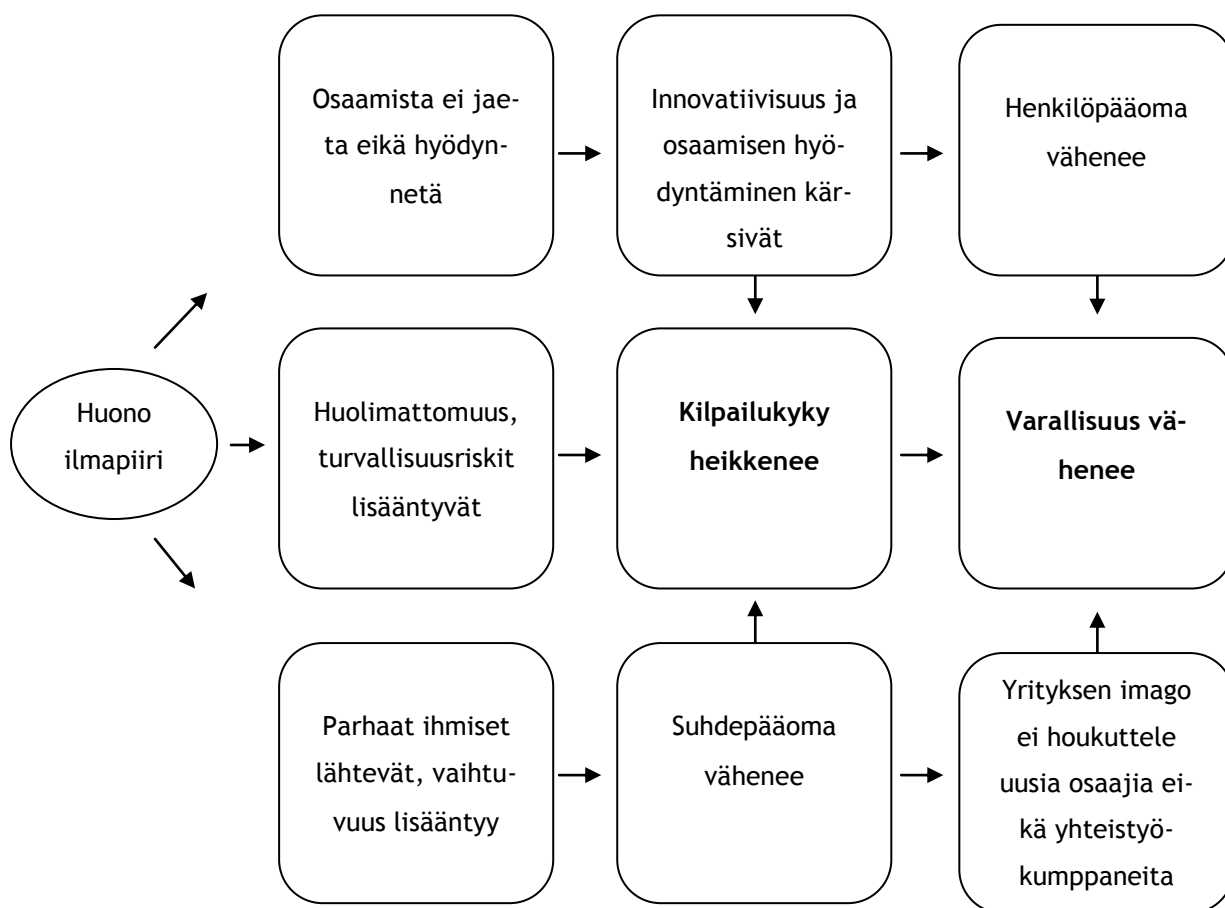 Osaamista ei jae-
ta eikä hyödyn-
netä
Innovatiivisuus ja
osaamisen hyö-
dyntäminen kär-
sivät
Henkilöpääoma
vähenee
Huono
ilmapiiri
Huolimattomuus,
turvallisuusriskit
lisääntyvät
Kilpailukyky
heikkenee
Varallisuus vä-
henee
Parhaat ihmiset
lähtevät, vaihtu-
vuus lisääntyy
Suhdepääoma
vähenee
Yrityksen imago
ei houkuttele
uusia osaajia ei-
kä yhteistyö-
kumppaneita